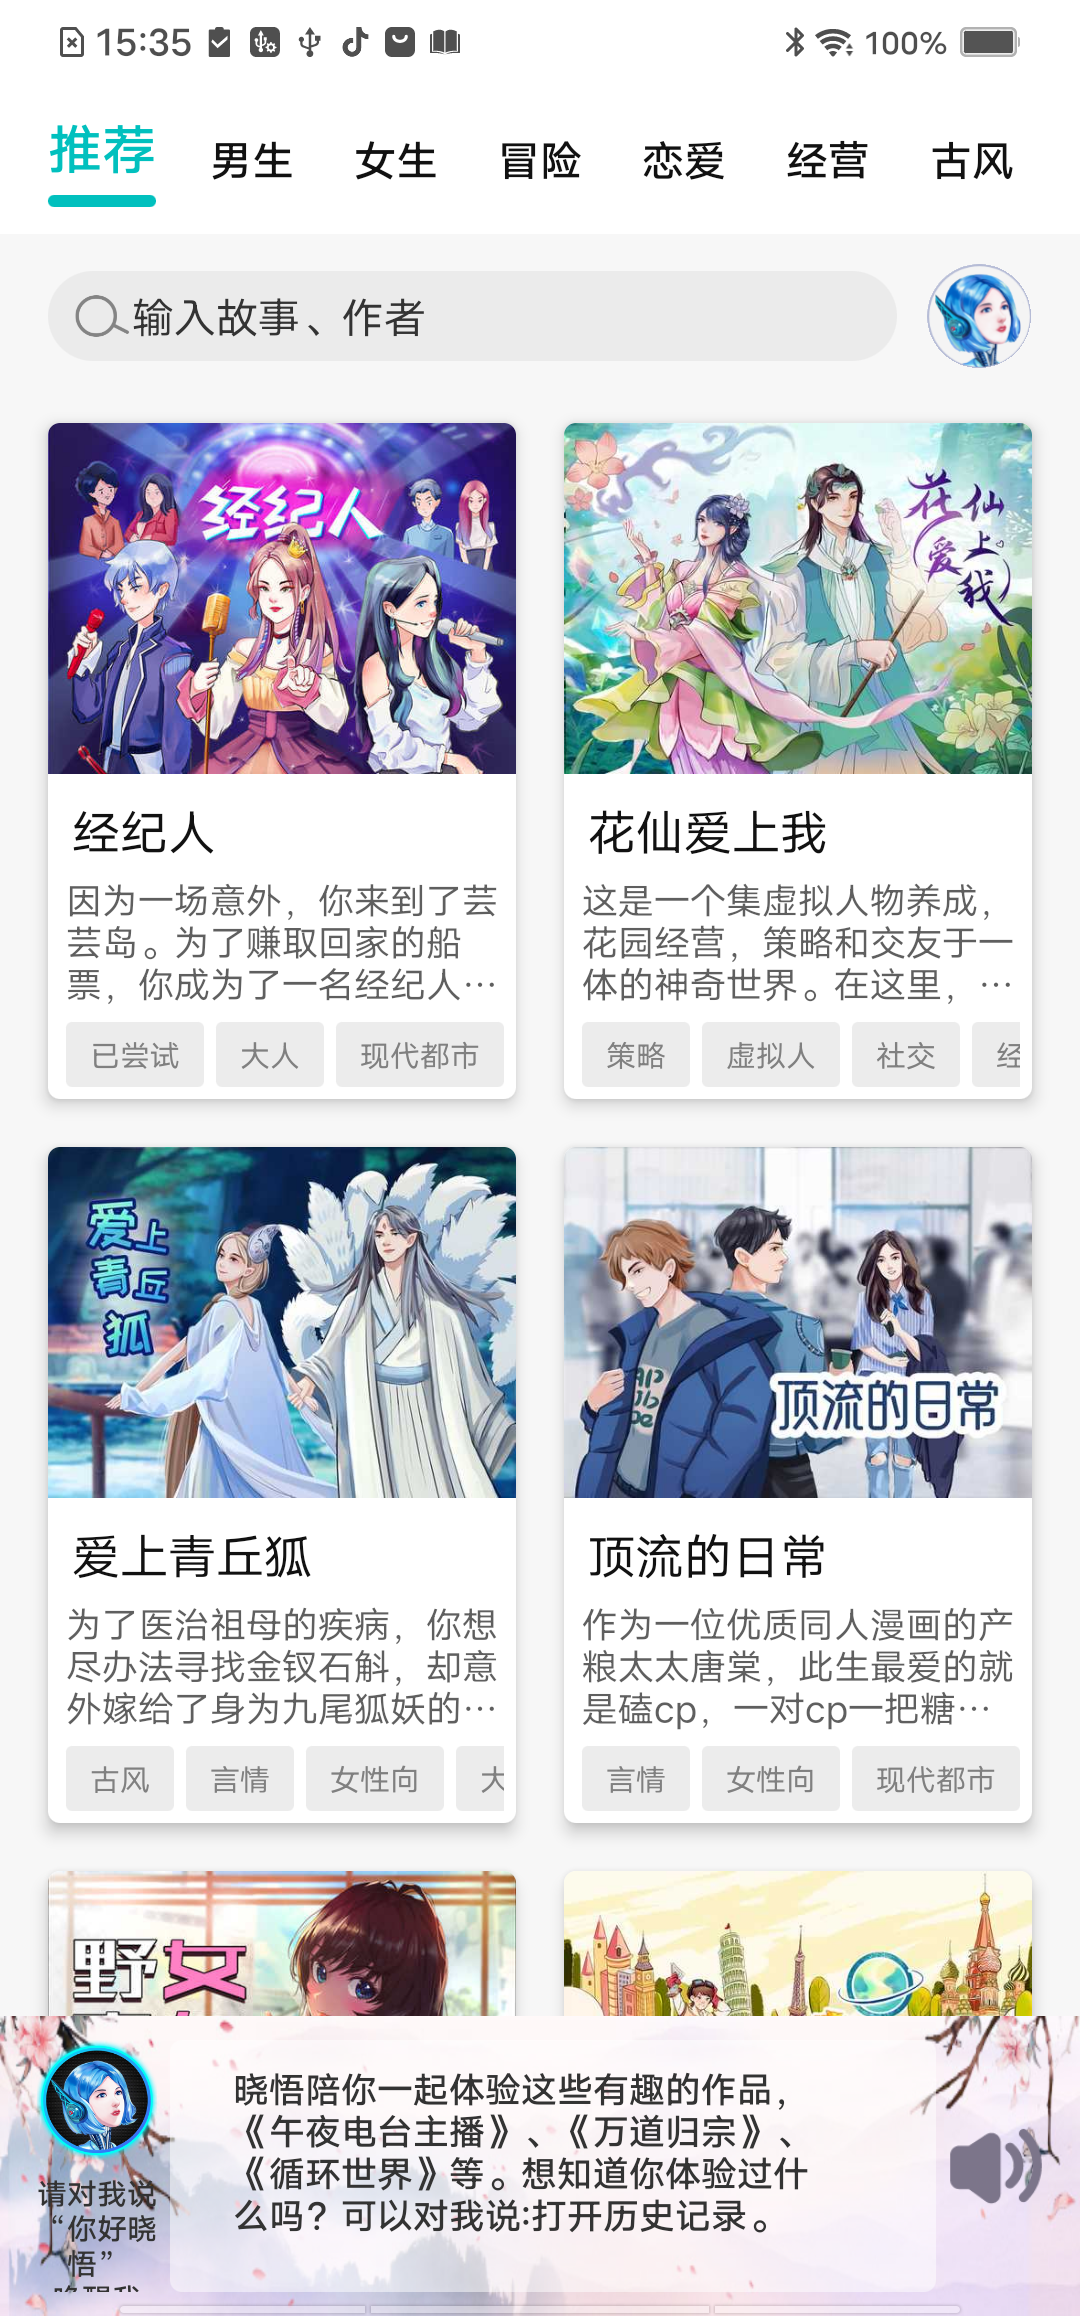 15:35
100%
推荐 男生 女生 冒险 恋爱 经营 古风
输入故事、作者
经纪人
花仙
爱上
我
经纪人
因为一场意外，你来到了芸
芸岛。为了赚取回家的船
票，你成为了一名经纪人…
已尝试 大人 现代都市
花仙爱上我
这是一个集虚拟人物养成，
花园经营，策略和交友于一
体的神奇世界。在这里，…
策略 虚拟人 社交 经
爱上
青丘
狐
顶流的日常
爱上青丘狐
为了医治祖母的疾病，你想
尽办法寻找金钗石斛，却意
外嫁给了身为九尾狐妖的…
古风 言情 女性向 大
顶流的日常
作为一位优质同人漫画的产
粮太太唐棠，此生最爱的就
是磕cp，一对cp一把糖…
言情 女性向 现代都市
野女
晓悟陪你一起体验这些有趣的作品，
《午夜电台主播》、《万道归宗》、
《循环世界》等。想知道你体验过什
么吗？可以对我说:打开历史记录。
请对我说
“你好晓
悟”